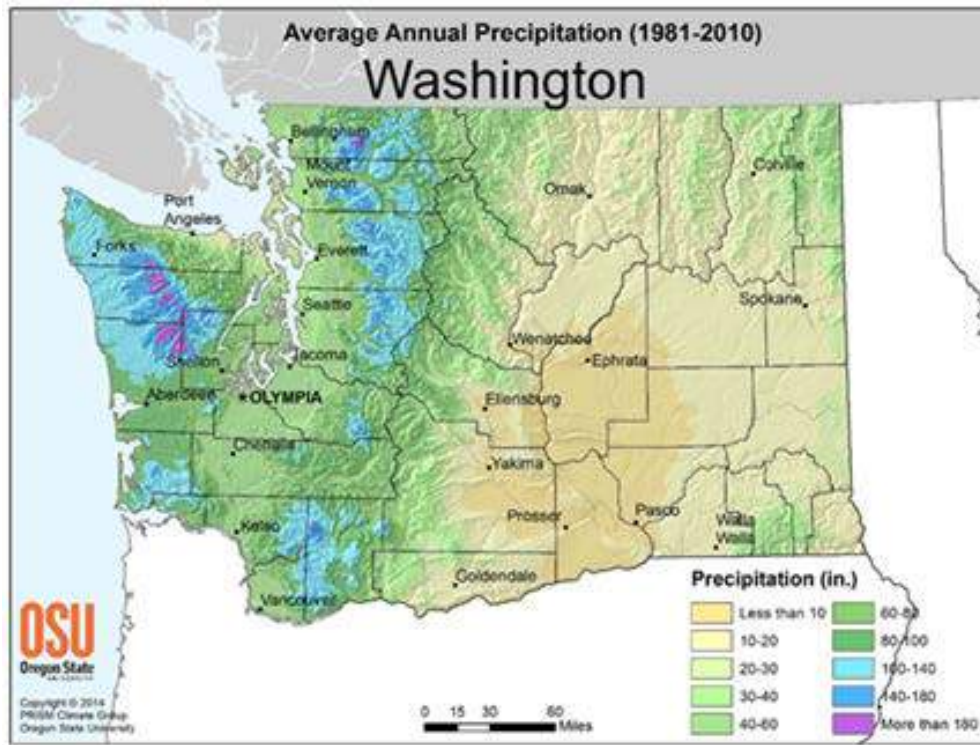 Average Annual Precipitation (1981-2010)
Washington
Bellingham
Mount
Vernon
Omak
Colville
Port
Angeles
Forks
Everett
Seattle
Spokane
Wenatchee
Ephrata
Shelton
Tacoma
Aberdeen
OLYMPIA
Ellensburg
Chehalis
Yakima
Kelso
Prosser
Pasco
Walla
Walla
Goldendale
Vancouver
Precipitation (in.)
Less than 10
10-20
20-30
30-40
40-60
60-80
80-100
100-140
140-180
More than 180
OSU
Oregon State
UNIVERSITY
Copyright © 2014
PRISM Climate Group
Oregon State University
0 15 30 60
Miles